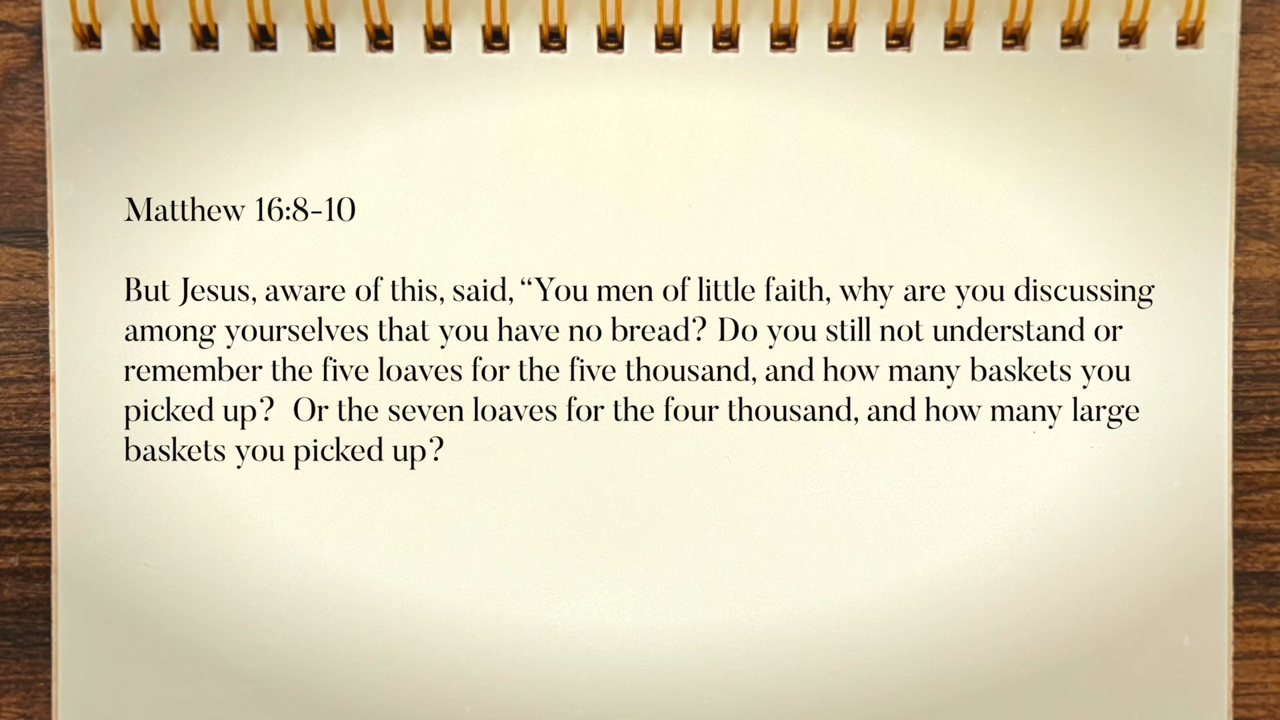 Matthew 16:8-10
But Jesus, aware of this, said, “You men of little faith, why are you discussing
among yourselves that you have no bread? Do you still not understand or
remember the five loaves for the five thousand, and how many baskets you
picked up?  Or the seven loaves for the four thousand, and how many large
baskets you picked up?